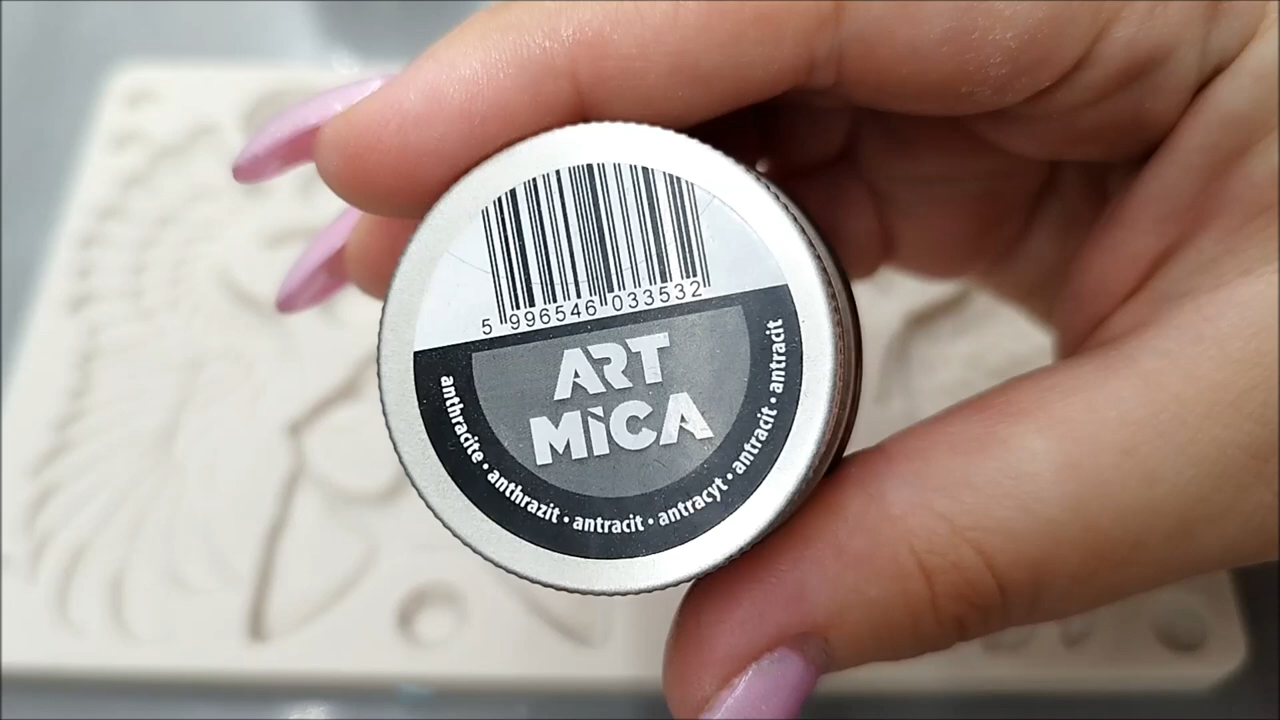 5 996546 033532
ART
MiCA
anthracite • anthrazit • antracit • antracyt • antracit • antracit